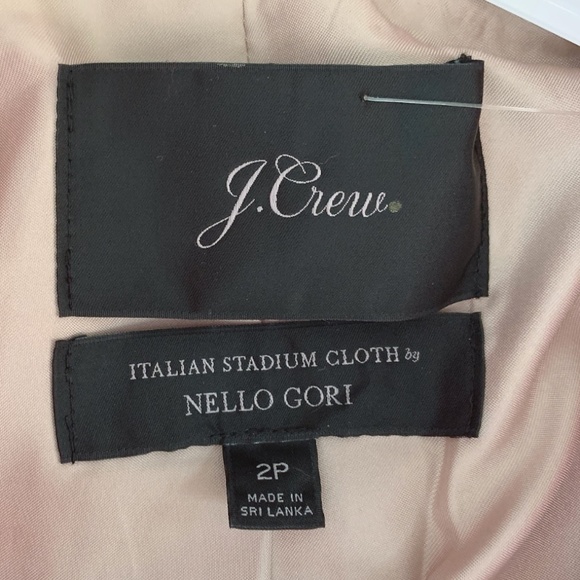 J.Crew.
ITALIAN STADIUM CLOTH by
NELLO GORI
2P
MADE IN
SRI LANKA